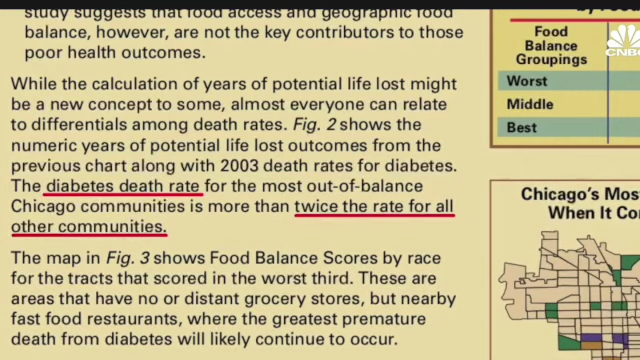 study suggests that food access and geographic food
balance, however, are not the key contributors to those
poor health outcomes.
While the calculation of years of potential life lost might
be a new concept to some, almost everyone can relate
to differentials among death rates. Fig. 2 shows the
numeric years of potential life lost outcomes from the
previous chart along with 2003 death rates for diabetes.
The diabetes death rate for the most out-of-balance
Chicago communities is more than twice the rate for all
other communities.
The map in Fig. 3 shows Food Balance Scores by race
for the tracts that scored in the worst third. These are
areas that have no or distant grocery stores, but nearby
fast food restaurants, where the greatest premature
death from diabetes will likely continue to occur.
Food
Balance
Groupings
Worst
Middle
Best
CNBC
Chicago's Mos
When It Co